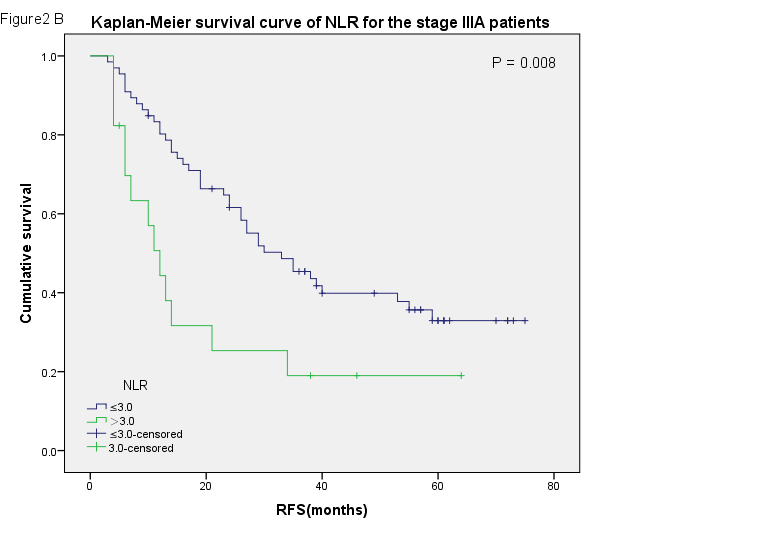 Figure2 B
Kaplan-Meier survival curve of NLR for the stage IIIA patients
P = 0.008
1.0
0.8
0.6
0.4
0.2
0.0
Cumulative survival
NLR
≤3.0
>3.0
≤3.0-censored
3.0-censored
0
20
40
60
80
RFS(months)